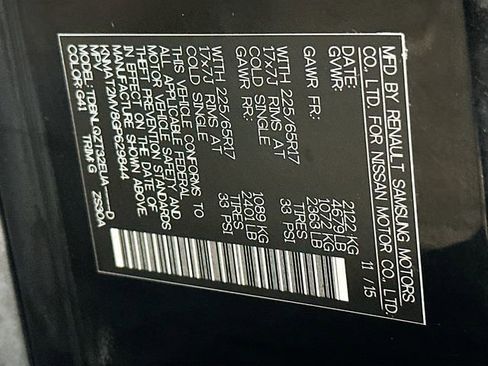 MFD BY RENAULT SAMSUNG MOTORS
CO., LTD. FOR NISSAN MOTOR CO., LTD.
DATE: 11 / 15
GVWR: 2122 KG 4679 LB
GAWR FR: 1072 KG 2363 LB
WITH 225/65R17 TIRES
17x7J RIMS AT 33 PSI
COLD SINGLE
GAWR RR: 1089 KG 2401 LB
WITH 225/65R17 TIRES
17x7J RIMS AT 33 PSI
COLD SINGLE
THIS VEHICLE CONFORMS TO
ALL APPLICABLE FEDERAL
MOTOR VEHICLE SAFETY AND
THEFT PREVENTION STANDARDS
IN EFFECT ON THE DATE OF
MANUFACTURE SHOWN ABOVE.
MPV D
COLOR: G41 TRIM: G
MODEL: